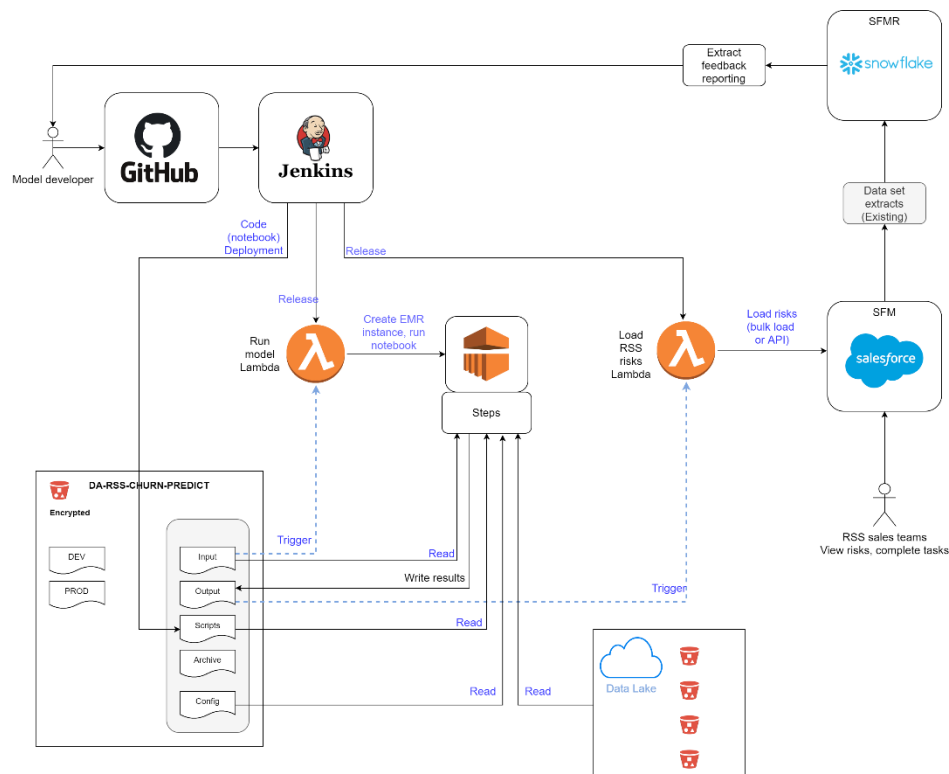 SFMR
snowflake
Extract
feedback
reporting
GitHub
Jenkins
Model developer
Data set
extracts
(Existing)
Code
(notebook)
Deployment
Release
Release
Create EMR
instance, run
notebook
Run
model
Lambda
Load
RSS
risks
Lambda
Load risks
(bulk load
or API)
SFM
salesforce
Steps
DA-RSS-CHURN-PREDICT
Encrypted
RSS sales teams
View risks, complete tasks
Trigger
DEV
Input
Read
Write results
PROD
Output
Trigger
Scripts
Read
Archive
Data Lake
Config
Read
Read